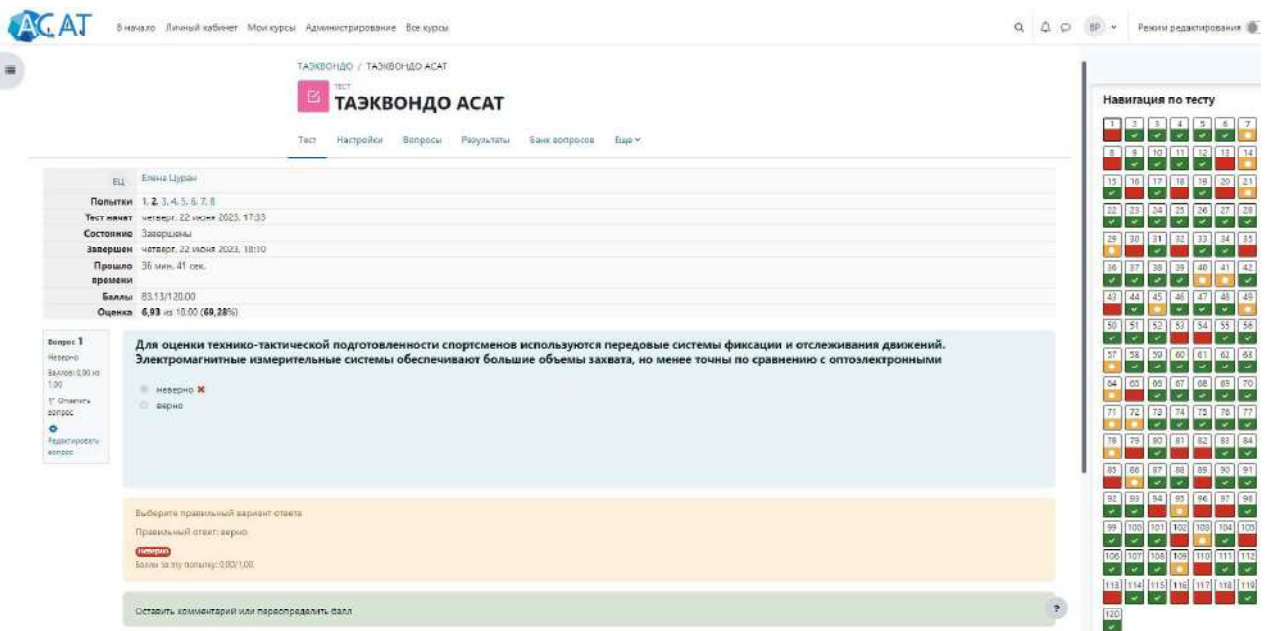 АСАТ
В начало Личный кабинет Мои курсы Администрирование Все курсы
ВР
Режим редактирования
ТАЭКВОНДО / ТАЭКВОНДО АСАТ
ТЕСТ
ТАЭКВОНДО АСАТ
Тест Настройки Вопросы Результаты Банк вопросов Еще
ЕЦ Елена Цуран
Попытки 1, 2, 3, 4, 5, 6, 7, 8
Тест начат четверг, 22 июня 2023, 17:33
Состояние Завершены
Завершен четверг, 22 июня 2023, 18:10
Прошло времени 36 мин. 41 сек.
Баллы 83.13/120.00
Оценка 6,93 из 10.00 (69,28%)
Вопрос 1
Неверно
Баллов: 0,00 из
1,00
Отметить
вопрос
Редактировать
вопрос
Для оценки технико-тактической подготовленности спортсменов используются передовые системы фиксации и отслеживания движений.
Электромагнитные измерительные системы обеспечивают большие объемы захвата, но менее точны по сравнению с оптоэлектронными
неверно
верно
Выберите правильный вариант ответа
Правильный ответ: верно
Неверно
Баллы за эту попытку: 0,00/1,00.
Оставить комментарий или переопределить балл
?
Навигация по тесту
1 2 3 4 5 6 7
8 9 10 11 12 13 14
15 16 17 18 19 20 21
22 23 24 25 26 27 28
29 30 31 32 33 34 35
36 37 38 39 40 41 42
43 44 45 46 47 48 49
50 51 52 53 54 55 56
57 58 59 60 61 62 63
64 65 66 67 68 69 70
71 72 73 74 75 76 77
78 79 80 81 82 83 84
85 86 87 88 89 90 91
92 93 94 95 96 97 98
99 100 101 102 103 104 105
106 107 108 109 110 111 112
113 114 115 116 117 118 119
120